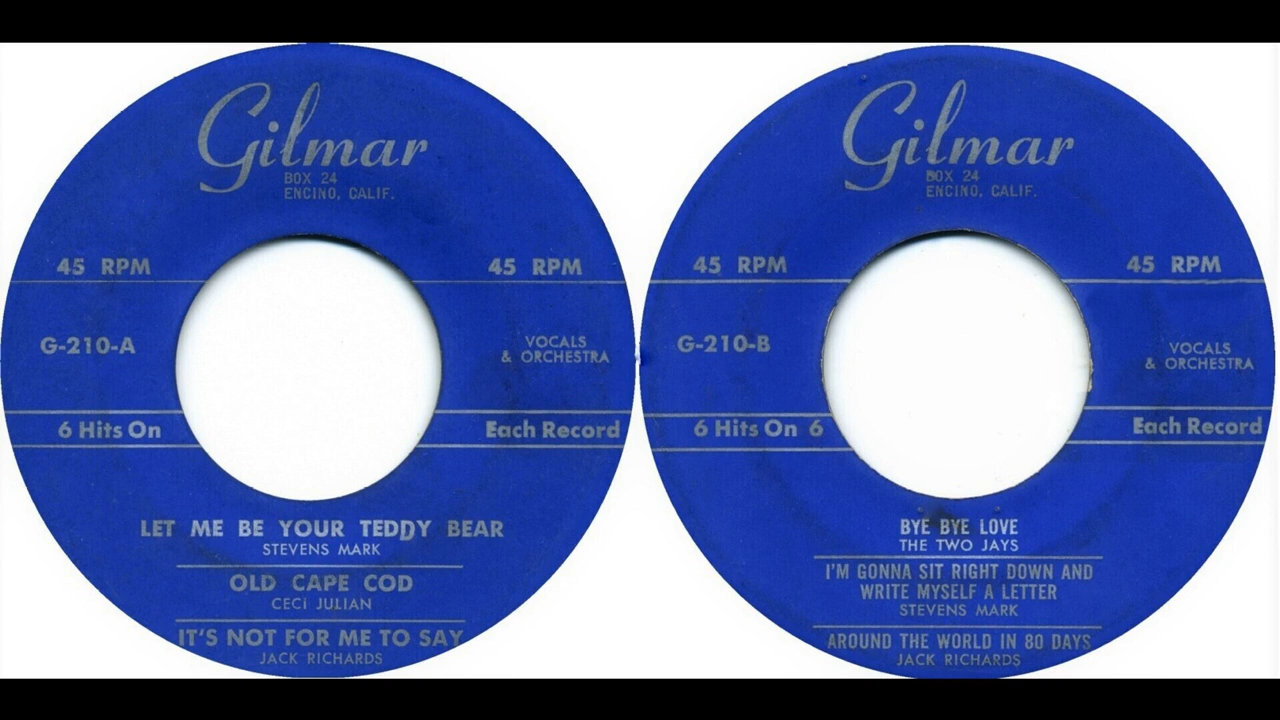 Gilmar
BOX 24
ENCINO, CALIF.
45 RPM
45 RPM
G-210-A
VOCALS
& ORCHESTRA
6 Hits On
Each Record
LET ME BE YOUR TEDDY BEAR
STEVENS MARK
OLD CAPE COD
CECI JULIAN
IT'S NOT FOR ME TO SAY
JACK RICHARDS
Gilmar
BOX 24
ENCINO, CALIF.
45 RPM
45 RPM
G-210-B
VOCALS
& ORCHESTRA
6 Hits On 6
Each Record
BYE BYE LOVE
THE TWO JAYS
I'M GONNA SIT RIGHT DOWN AND
WRITE MYSELF A LETTER
STEVENS MARK
AROUND THE WORLD IN 80 DAYS
JACK RICHARDS